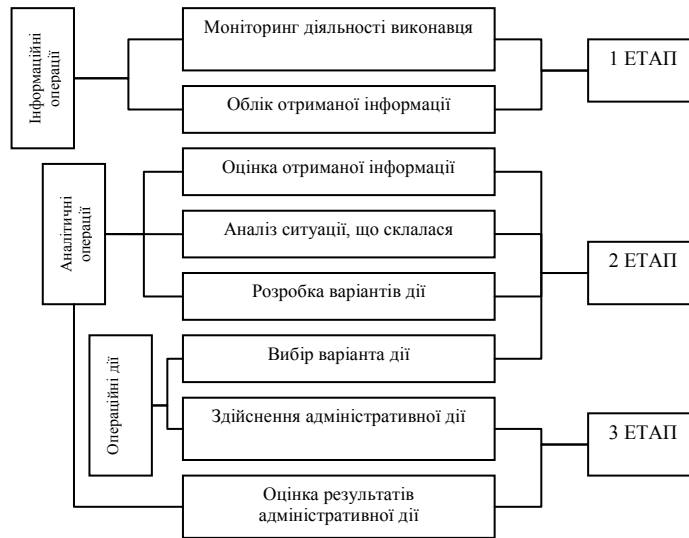 Інформаційні
операції
Моніторинг діяльності виконавця
1 ЕТАП
Облік отриманої інформації
Аналітичні
операції
Оцінка отриманої інформації
Аналіз ситуації, що склалася
2 ЕТАП
Розробка варіантів дії
Операційні дії
Вибір варіанта дії
Здійснення адміністративної дії
3 ЕТАП
Оцінка результатів
адміністративної дії